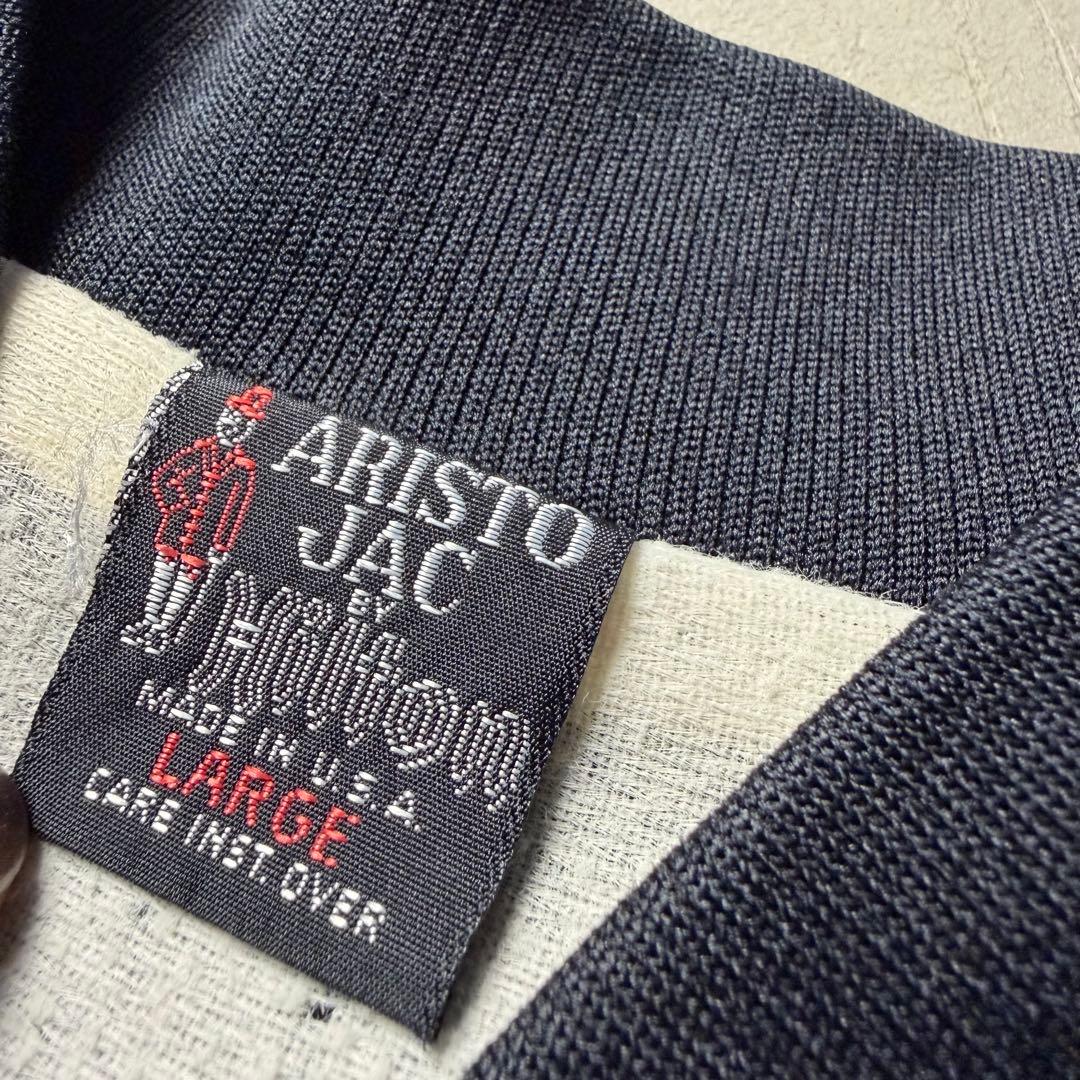 ARISTO
JAC
BY
MADE IN U.S.A.
LARGE
CARE INST. OVER